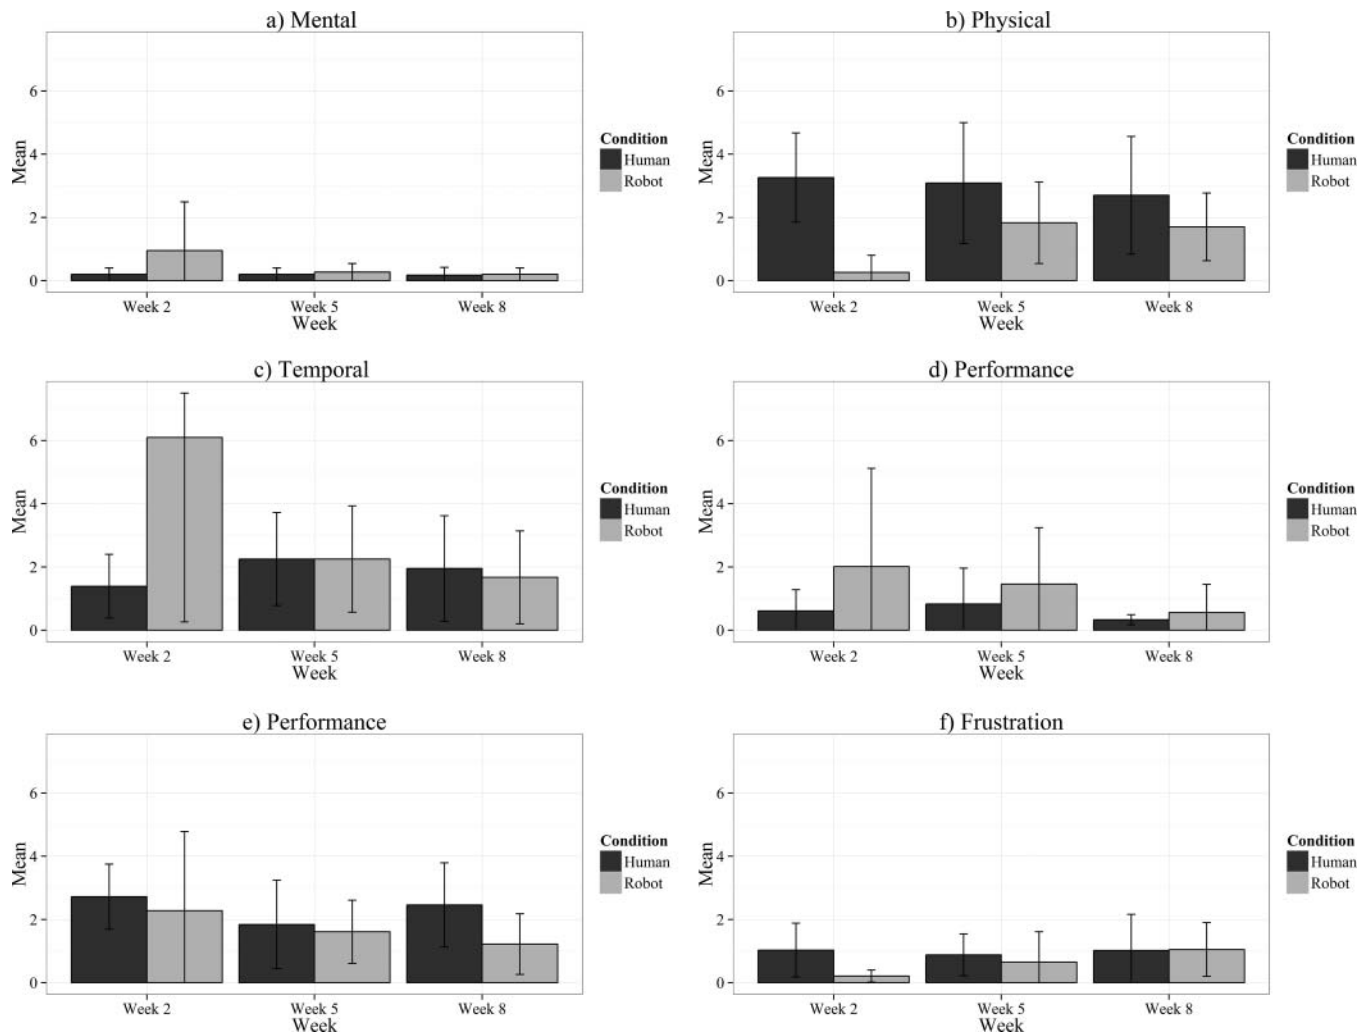 a) Mental
Mean
6
4
2
0
Week 2 Week 5 Week 8
Week
Condition
Human
Robot
b) Physical
Mean
6
4
2
0
Week 2 Week 5 Week 8
Week
Condition
Human
Robot
c) Temporal
Mean
6
4
2
0
Week 2 Week 5 Week 8
Week
Condition
Human
Robot
d) Performance
Mean
6
4
2
0
Week 2 Week 5 Week 8
Week
Condition
Human
Robot
e) Performance
Mean
6
4
2
0
Week 2 Week 5 Week 8
Week
Condition
Human
Robot
f) Frustration
Mean
6
4
2
0
Week 2 Week 5 Week 8
Week
Condition
Human
Robot